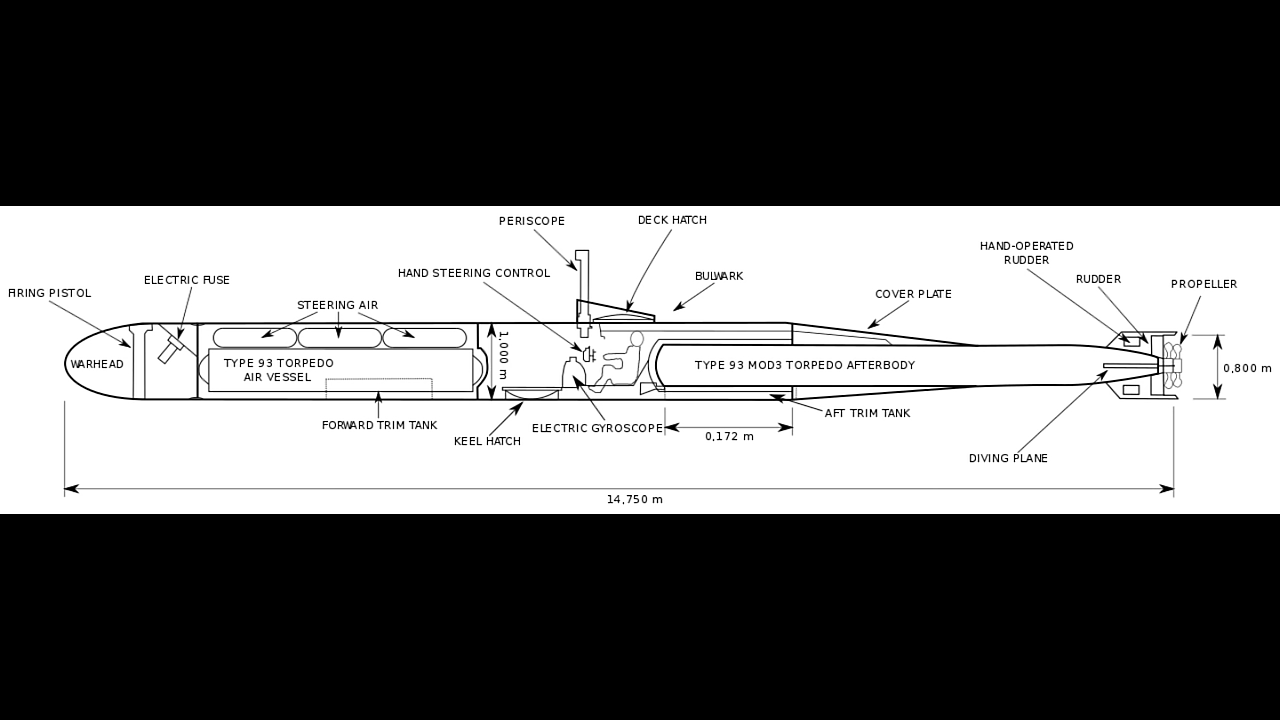 PERISCOPE
DECK HATCH
HAND-OPERATED
RUDDER
HAND STEERING CONTROL
BULWARK
ELECTRIC FUSE
RUDDER
PROPELLER
FIRING PISTOL
STEERING AIR
COVER PLATE
WARHEAD
TYPE 93 TORPEDO
AIR VESSEL
1,000 m
TYPE 93 MOD3 TORPEDO AFTERBODY
0,800 m
FORWARD TRIM TANK
KEEL HATCH
ELECTRIC GYROSCOPE
AFT TRIM TANK
0,172 m
DIVING PLANE
14,750 m